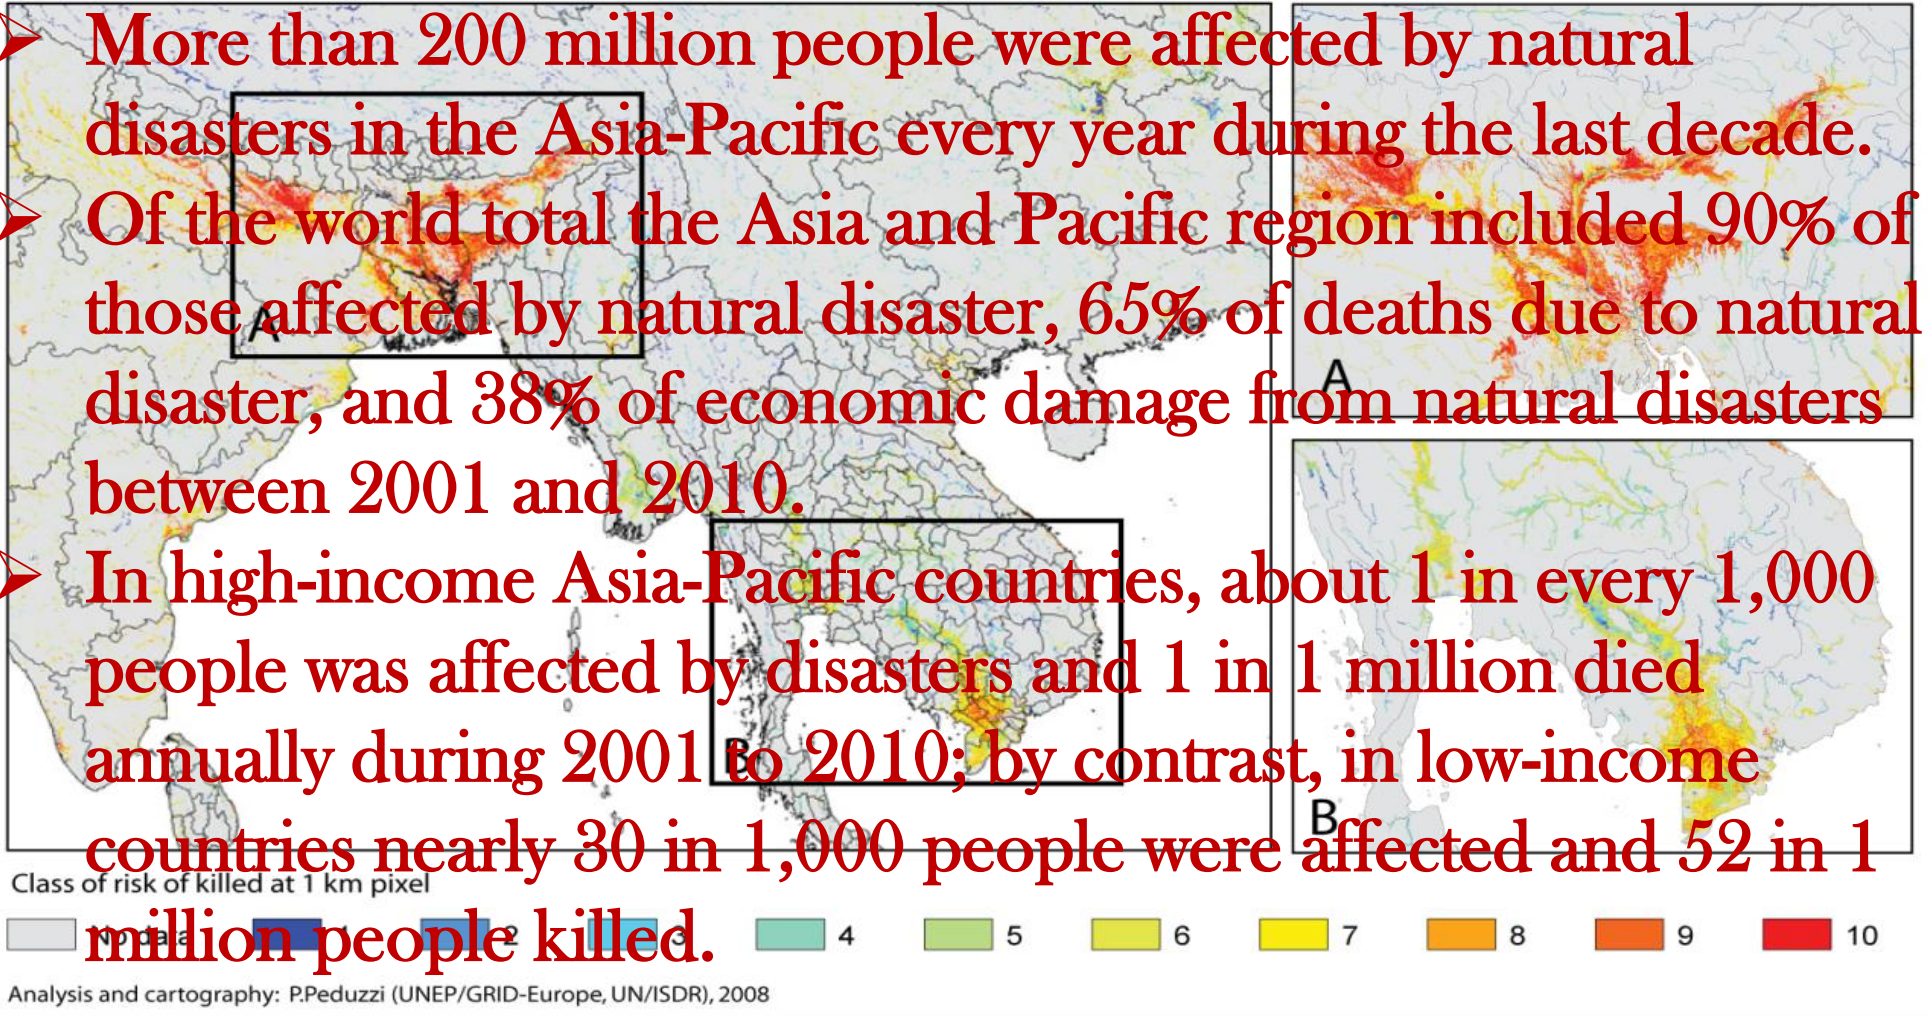 ➢ More than 200 million people were affected by natural
disasters in the Asia-Pacific every year during the last decade.
➢ Of the world total the Asia and Pacific region included 90% of
those affected by natural disaster, 65% of deaths due to natural
disaster, and 38% of economic damage from natural disasters
between 2001 and 2010.
➢ In high-income Asia-Pacific countries, about 1 in every 1,000
people was affected by disasters and 1 in 1 million died
annually during 2001 to 2010; by contrast, in low-income
countries nearly 30 in 1,000 people were affected and 52 in 1
million people killed.
A
A
B
B
Class of risk of killed at 1 km pixel
No data 1 2 3 4 5 6 7 8 9 10
Analysis and cartography: P.Peduzzi (UNEP/GRID-Europe, UN/ISDR), 2008